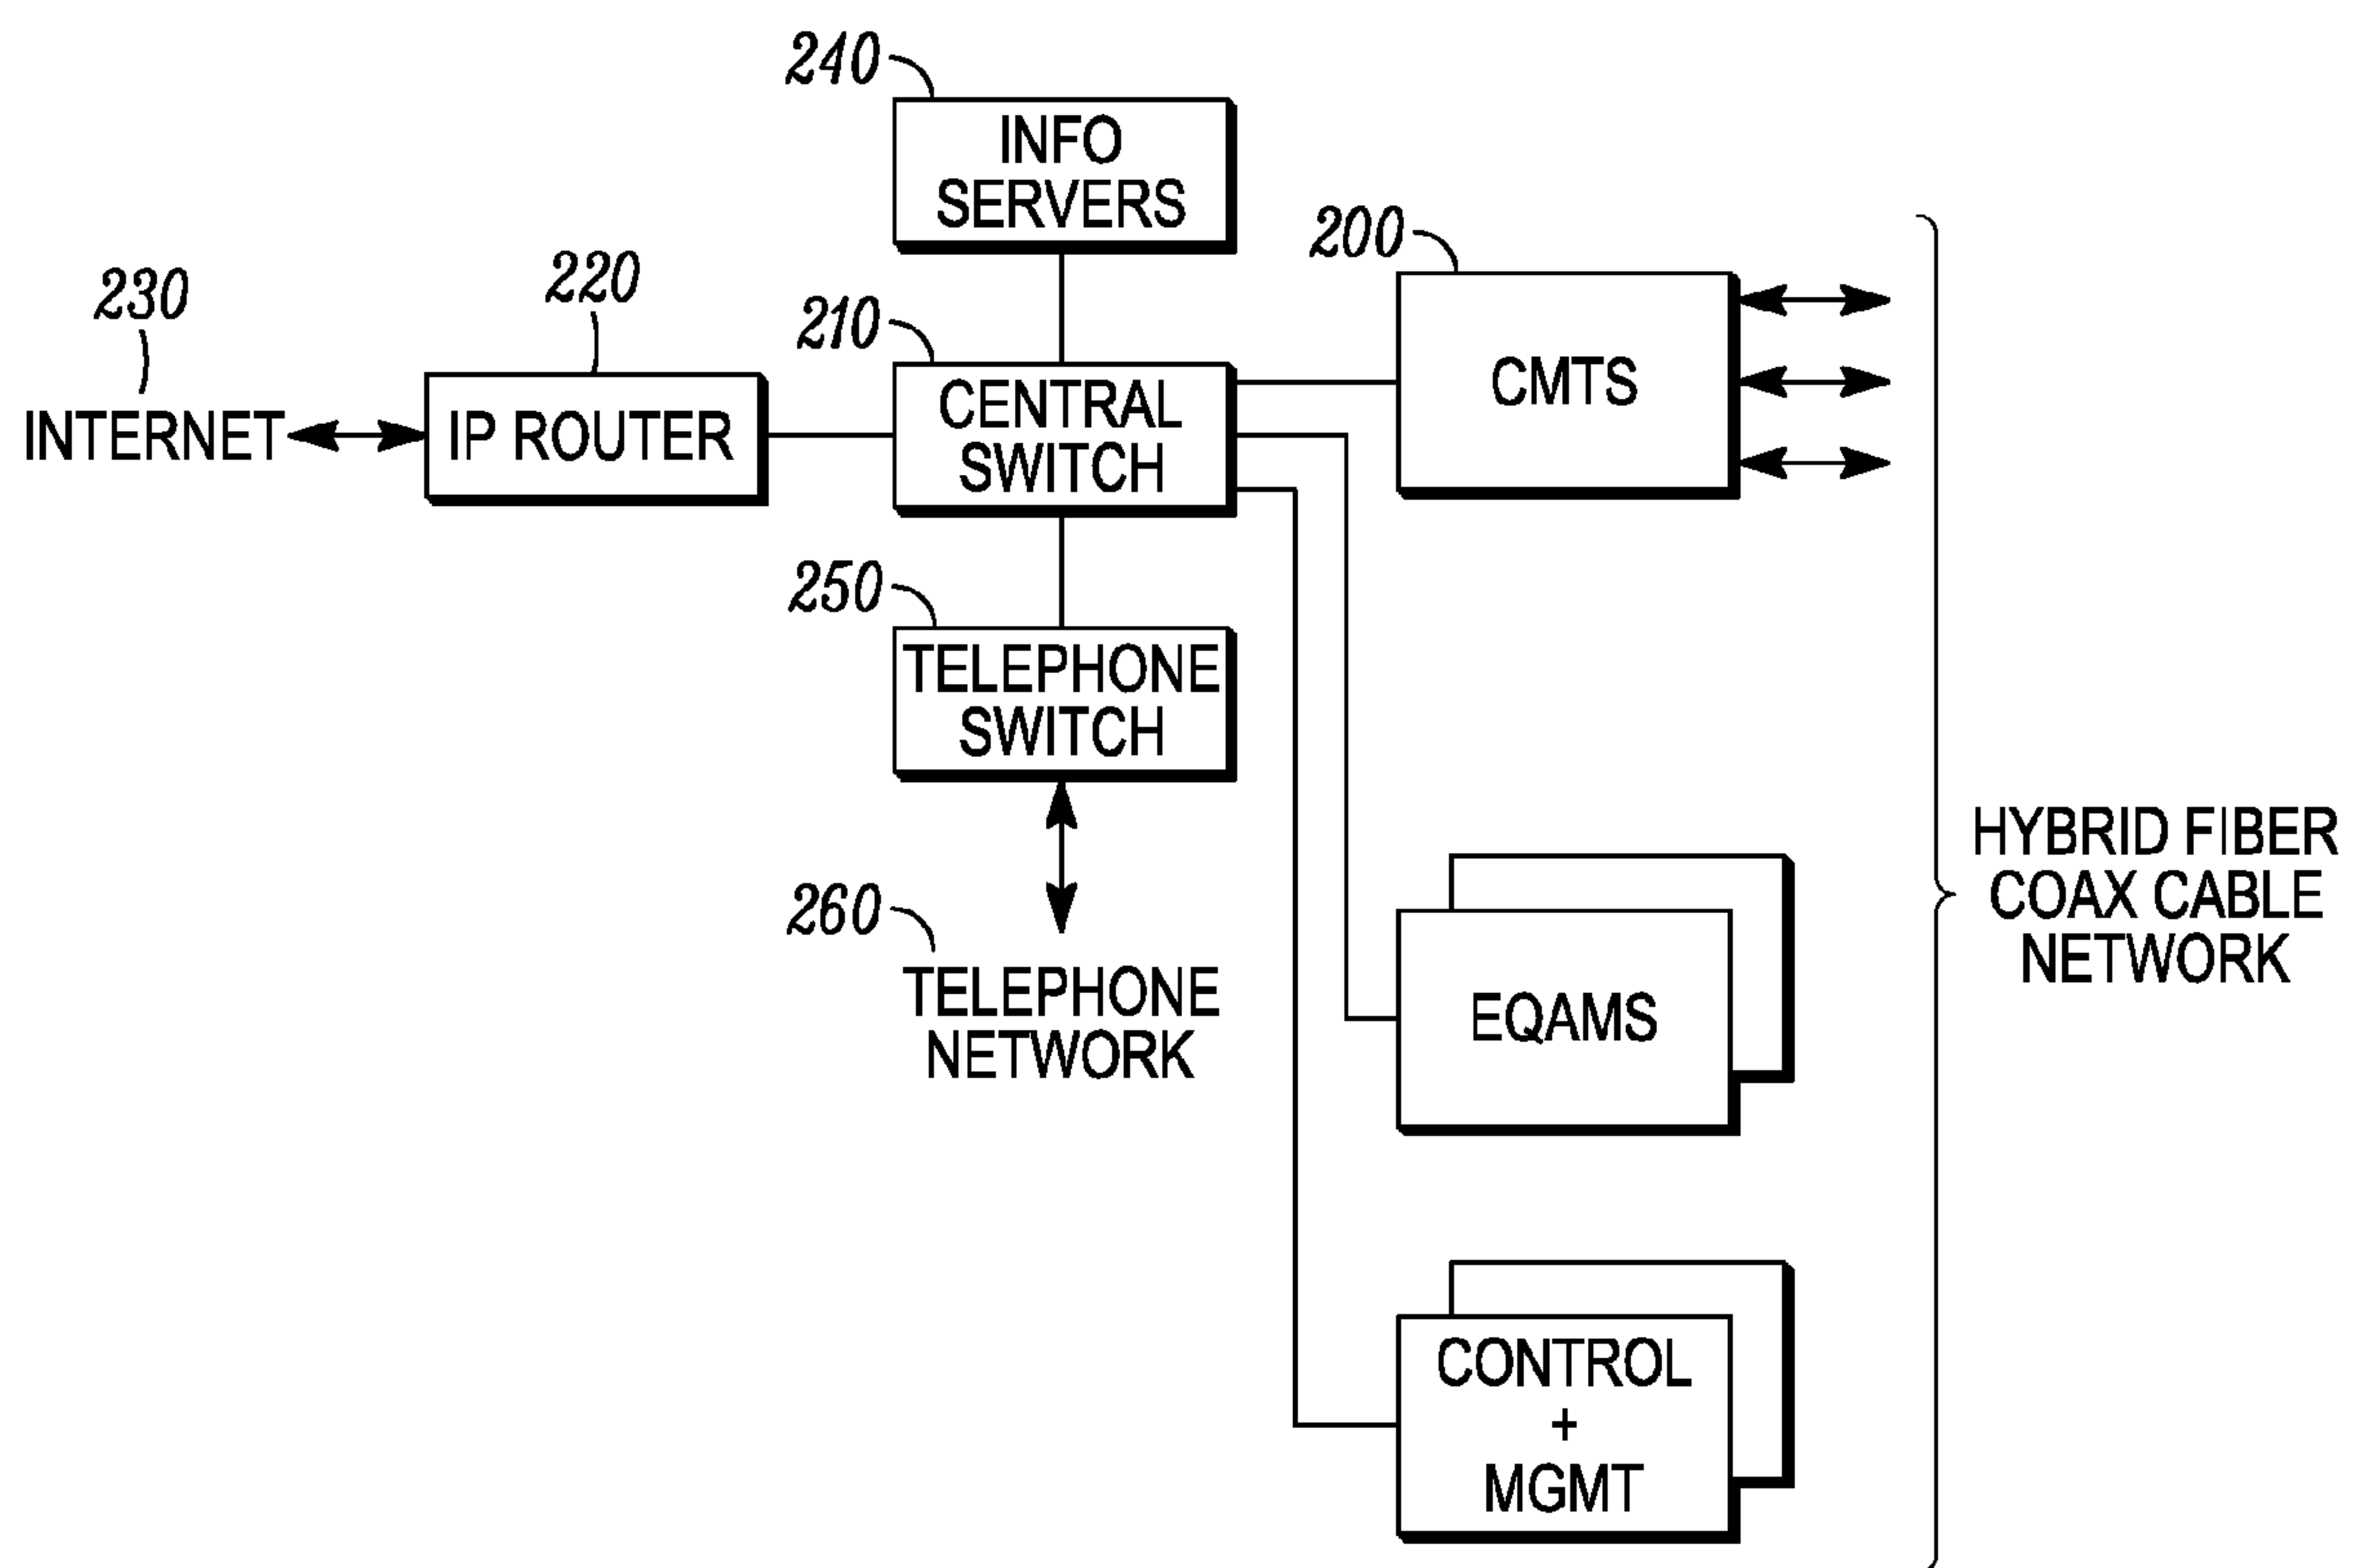 240
INFO
SERVERS
200
230
220
210
CMTS
CENTRAL
SWITCH
INTERNET
IP ROUTER
250
TELEPHONE
SWITCH
260
TELEPHONE
NETWORK
HYBRID FIBER
COAX CABLE
NETWORK
EQAMS
CONTROL
+
MGMT